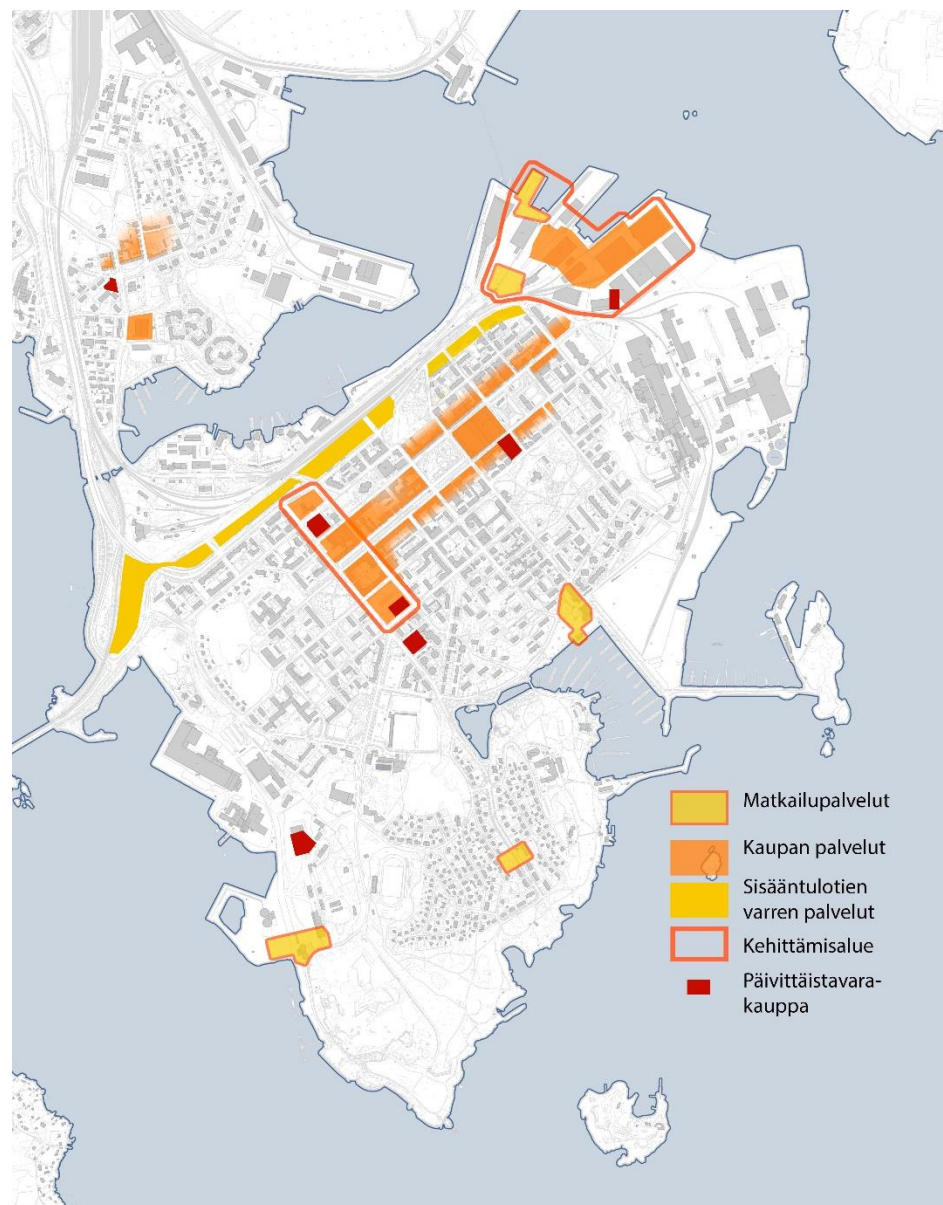 Matkailupalvelut
Kaupan palvelut
Sisääntulotien
varren palvelut
Kehittämisalue
Päivittäistavara-
kauppa